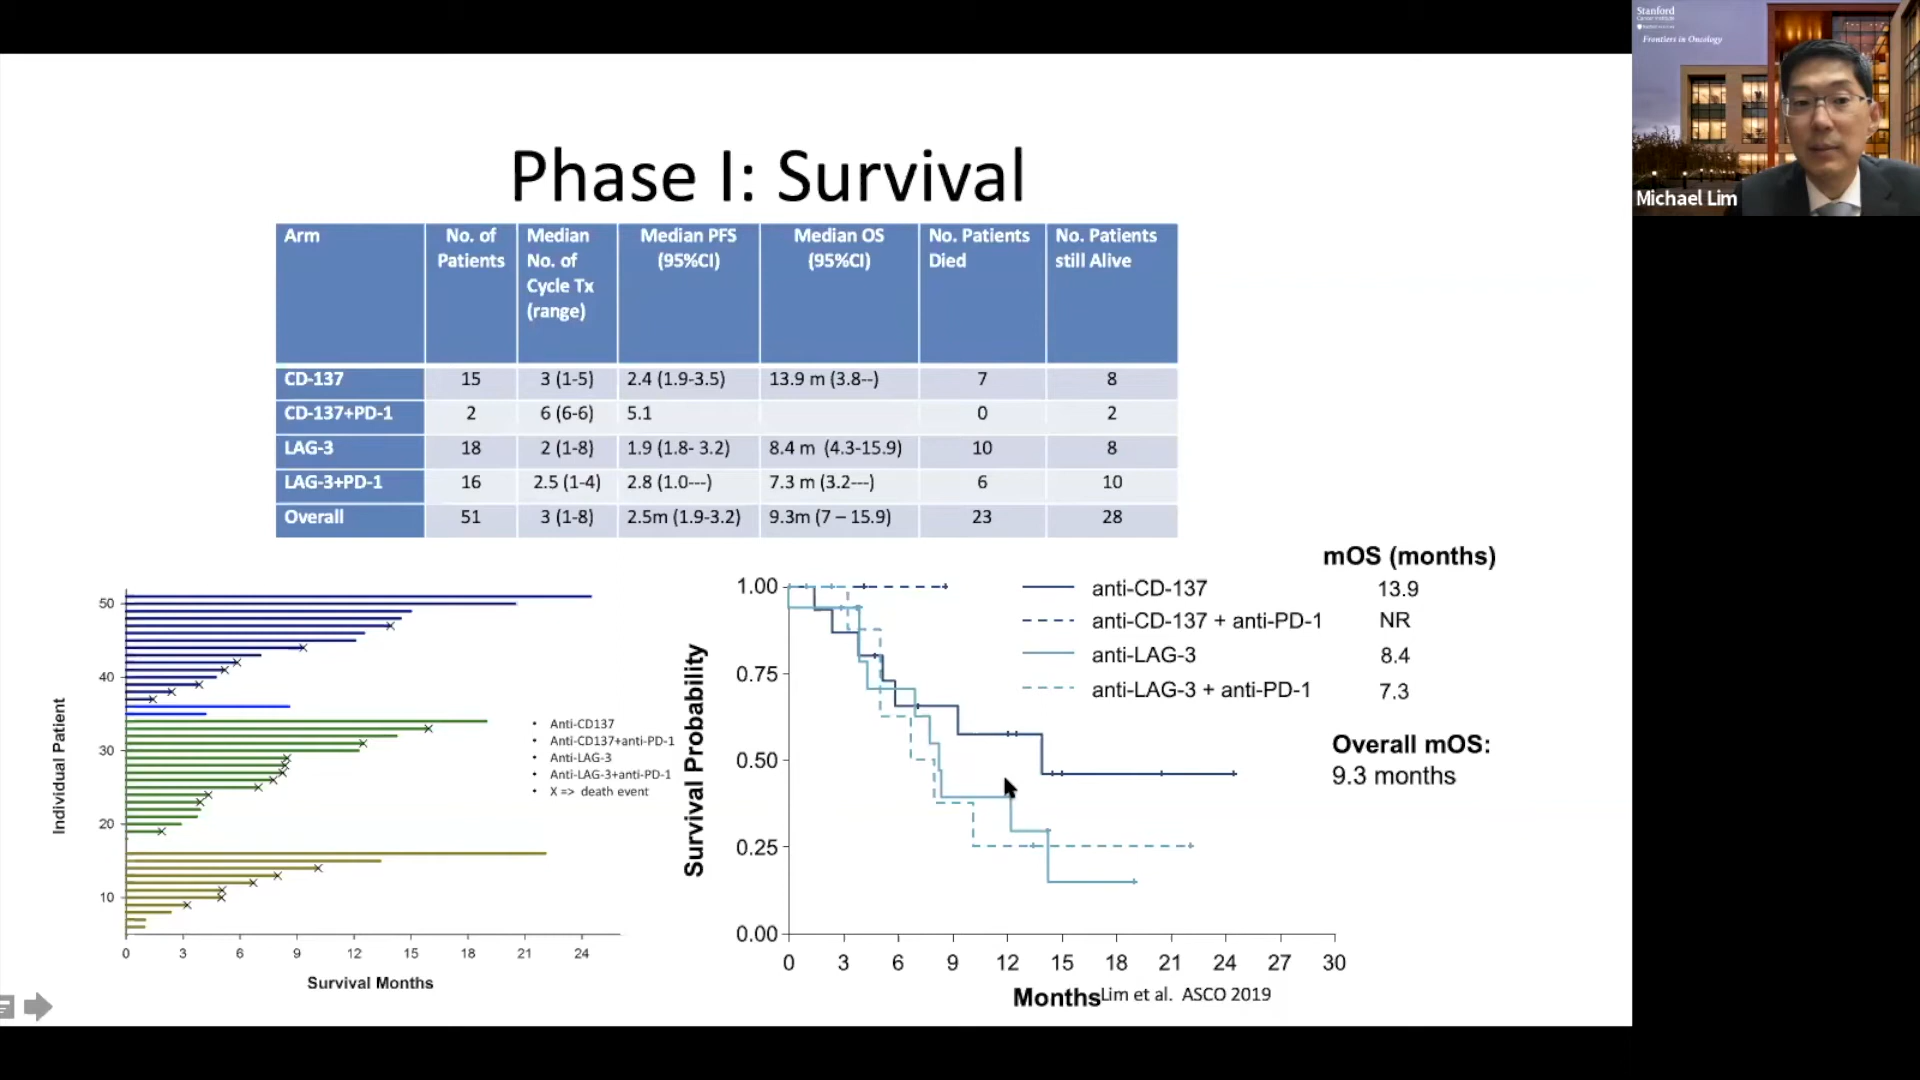 Stanford
Frontiers in Oncology
Michael Lim
Phase I: Survival
Arm
No. of Patients
Median No. of Cycle Tx (range)
Median PFS (95%CI)
Median OS (95%CI)
No. Patients Died
No. Patients still Alive
CD-137 15 3 (1-5) 2.4 (1.9-3.5) 13.9 m (3.8--) 7 8
CD-137+PD-1 2 6 (6-6) 5.1 0 2
LAG-3 18 2 (1-8) 1.9 (1.8- 3.2) 8.4 m (4.3-15.9) 10 8
LAG-3+PD-1 16 2.5 (1-4) 2.8 (1.0---) 7.3 m (3.2---) 6 10
Overall 51 3 (1-8) 2.5m (1.9-3.2) 9.3m (7 – 15.9) 23 28
50
40
30
20
10
Individual Patient
0 3 6 9 12 15 18 21 24
Survival Months
• Anti-CD137
• Anti-CD137+anti-PD-1
• Anti-LAG-3
• Anti-LAG-3+anti-PD-1
• X => death event
Survival Probability
1.00
0.75
0.50
0.25
0.00
0 3 6 9 12 15 18 21 24 27 30
Months
mOS (months)
anti-CD-137 13.9
anti-CD-137 + anti-PD-1 NR
anti-LAG-3 8.4
anti-LAG-3 + anti-PD-1 7.3
Overall mOS:
9.3 months
Lim et al. ASCO 2019